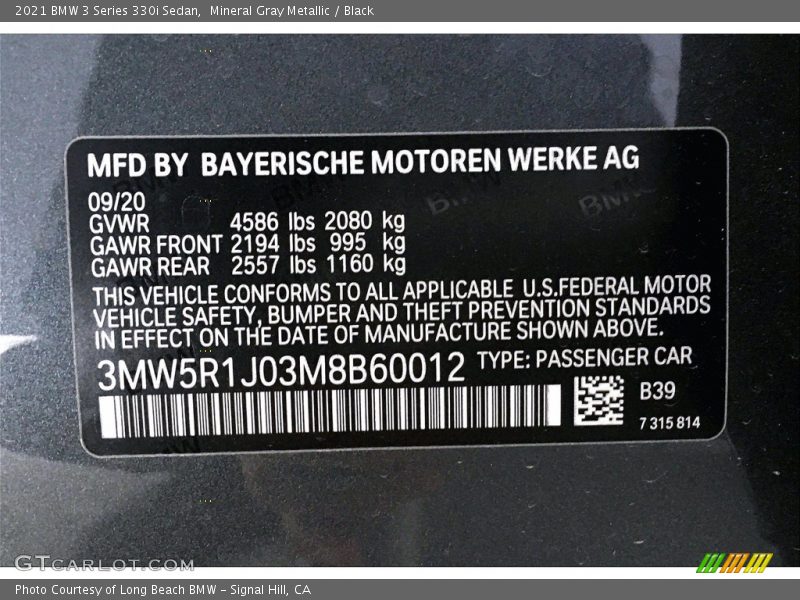 2021 BMW 3 Series 330i Sedan, Mineral Gray Metallic / Black
MFD BY BAYERISCHE MOTOREN WERKE AG
09/20
GVWR 4586 lbs 2080 kg
GAWR FRONT 2194 lbs 995 kg
GAWR REAR 2557 lbs 1160 kg
THIS VEHICLE CONFORMS TO ALL APPLICABLE U.S.FEDERAL MOTOR
VEHICLE SAFETY, BUMPER AND THEFT PREVENTION STANDARDS
IN EFFECT ON THE DATE OF MANUFACTURE SHOWN ABOVE.
3MW5R1J03M8B60012 TYPE: PASSENGER CAR
B39
7 315 814
GTCARLOT.COM
Photo Courtesy of Long Beach BMW - Signal Hill, CA